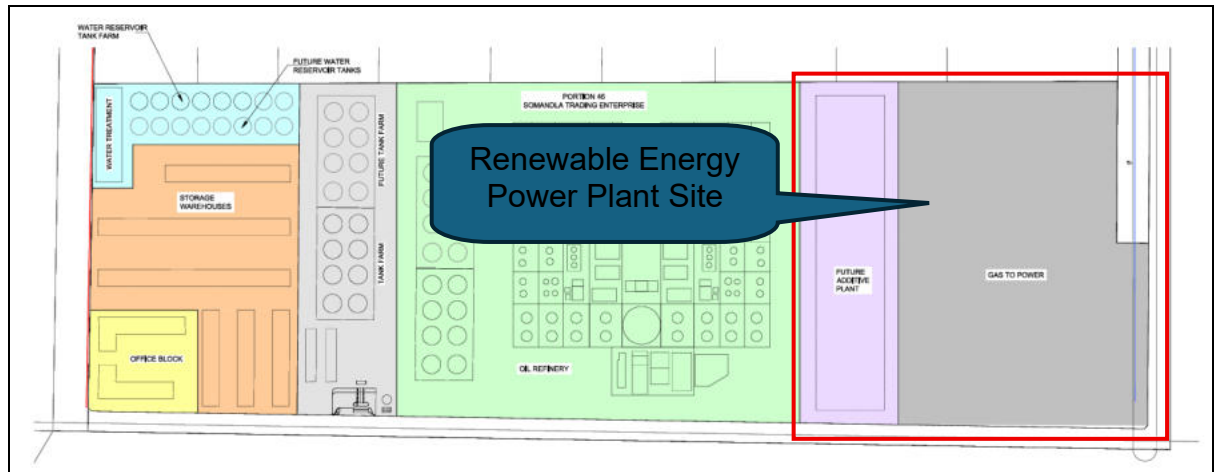 WATER RESERVOIR
TANK FARM
FUTURE WATER
RESERVOIR TANKS
WATER TREATMENT
STORAGE
WAREHOUSES
OFFICE BLOCK
FUTURE TANK FARM
TANK FARM
PORTION 46
SOMANDLA TRADING ENTERPRISE
Renewable Energy
Power Plant Site
OIL REFINERY
FUTURE
ADDITIVE
PLANT
GAS TO POWER